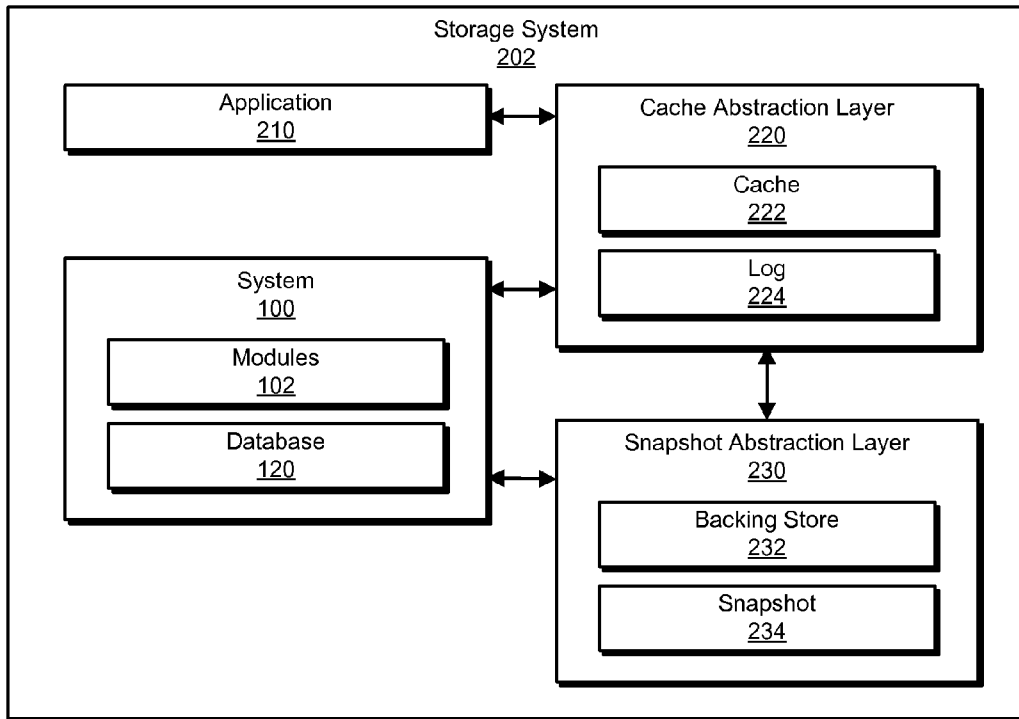 Storage System
202
Application
210
Cache Abstraction Layer
220
Cache
222
Log
224
System
100
Modules
102
Database
120
Snapshot Abstraction Layer
230
Backing Store
232
Snapshot
234